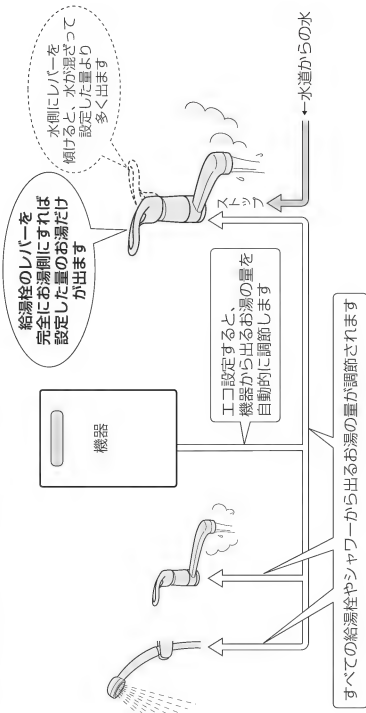 給湯栓のレバーを
完全にお湯側にすれば
設定した量のお湯だけ
が出ます
水側にレバーを
傾けると、水が混ざって
設定した量より
多く出ます
機器
エコ設定すると、
機器から出るお湯の量を
自動的に調節します
ストップ
←水道からの水
すべての給湯栓やシャワーから出るお湯の量が調節されます